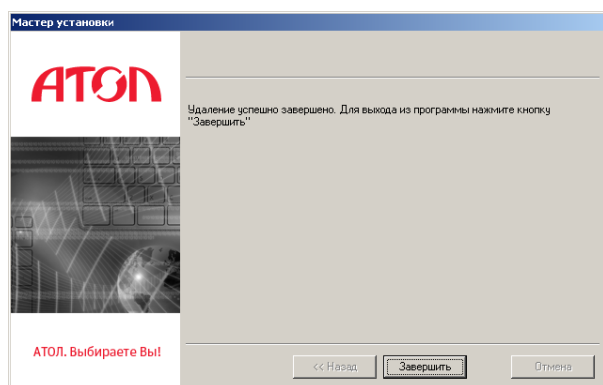 Мастер установки
АТОЛ
Удаление успешно завершено. Для выхода из программы нажмите кнопку
"Завершить"
АТОЛ. Выбираете Вы!
<< Назад
Завершить
Отмена